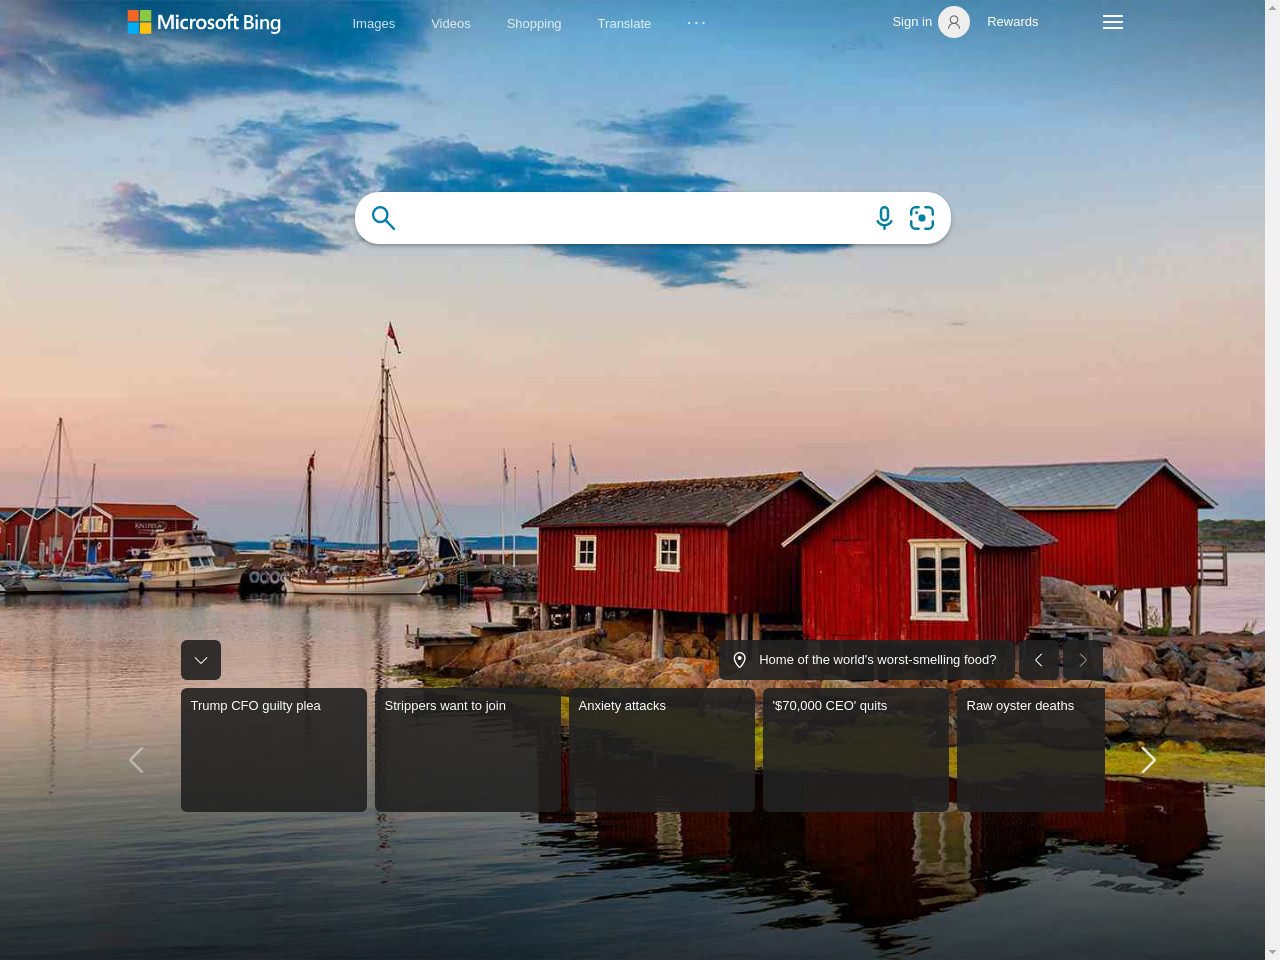 Microsoft Bing
Images
Videos
Shopping
Translate
...
Sign in
Rewards
Home of the world's worst-smelling food?
Trump CFO guilty plea
Strippers want to join
Anxiety attacks
'$70,000 CEO' quits
Raw oyster deaths